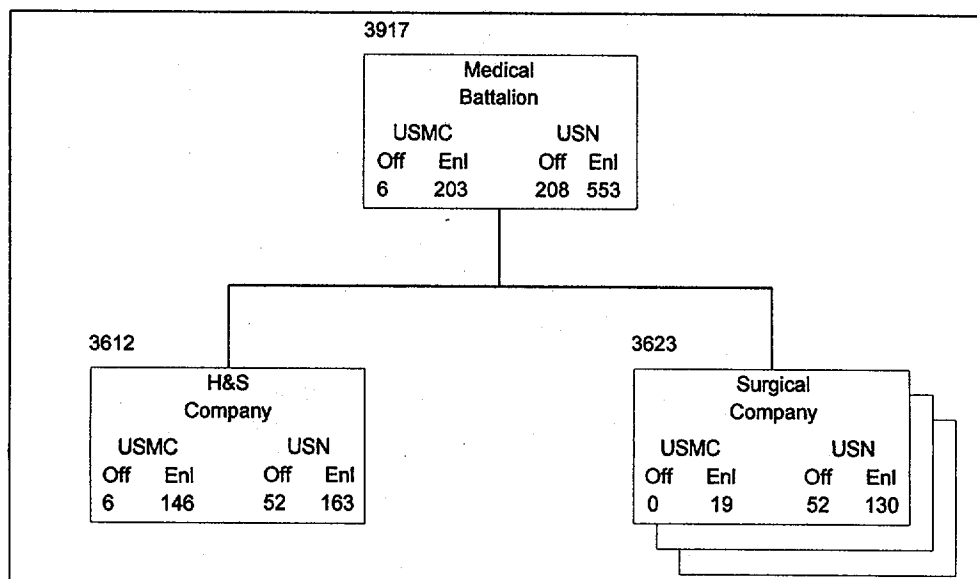 3917
Medical
Battalion
USMC USN
Off Enl Off Enl
6 203 208 553
3612
H&S
Company
USMC USN
Off Enl Off Enl
6 146 52 163
3623
Surgical
Company
USMC USN
Off Enl Off Enl
0 19 52 130